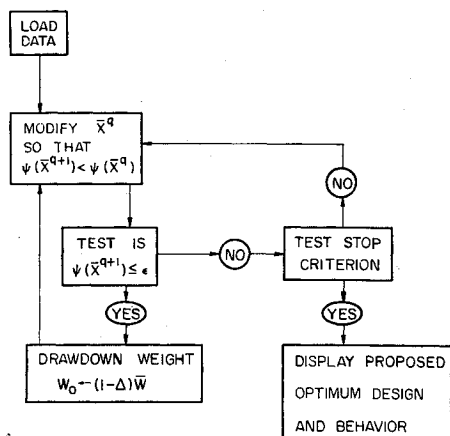 LOAD
DATA
MODIFY X̄^q
SO THAT
ψ(X̄^{q+1}) < ψ(X̄^q)
NO
TEST IS
ψ(X̄^{q+1}) ≤ ϵ
NO
TEST STOP
CRITERION
YES
YES
DRAWDOWN WEIGHT
W₀ ← (1-Δ)W̄
DISPLAY PROPOSED
OPTIMUM DESIGN
AND BEHAVIOR